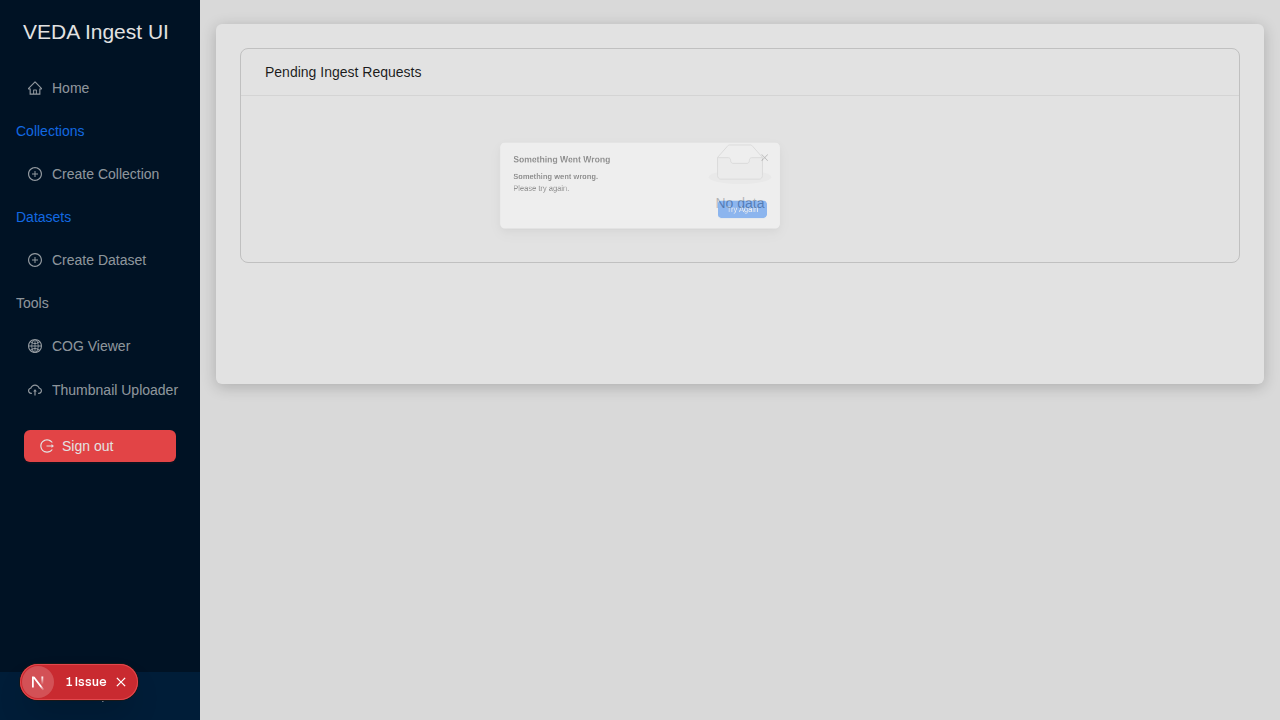 VEDA Ingest UI
Home
Collections
Create Collection
Datasets
Create Dataset
Tools
COG Viewer
Thumbnail Uploader
Sign out
1 Issue
Pending Ingest Requests
Something Went Wrong
Something went wrong.
Please try again.
No data
Try Again